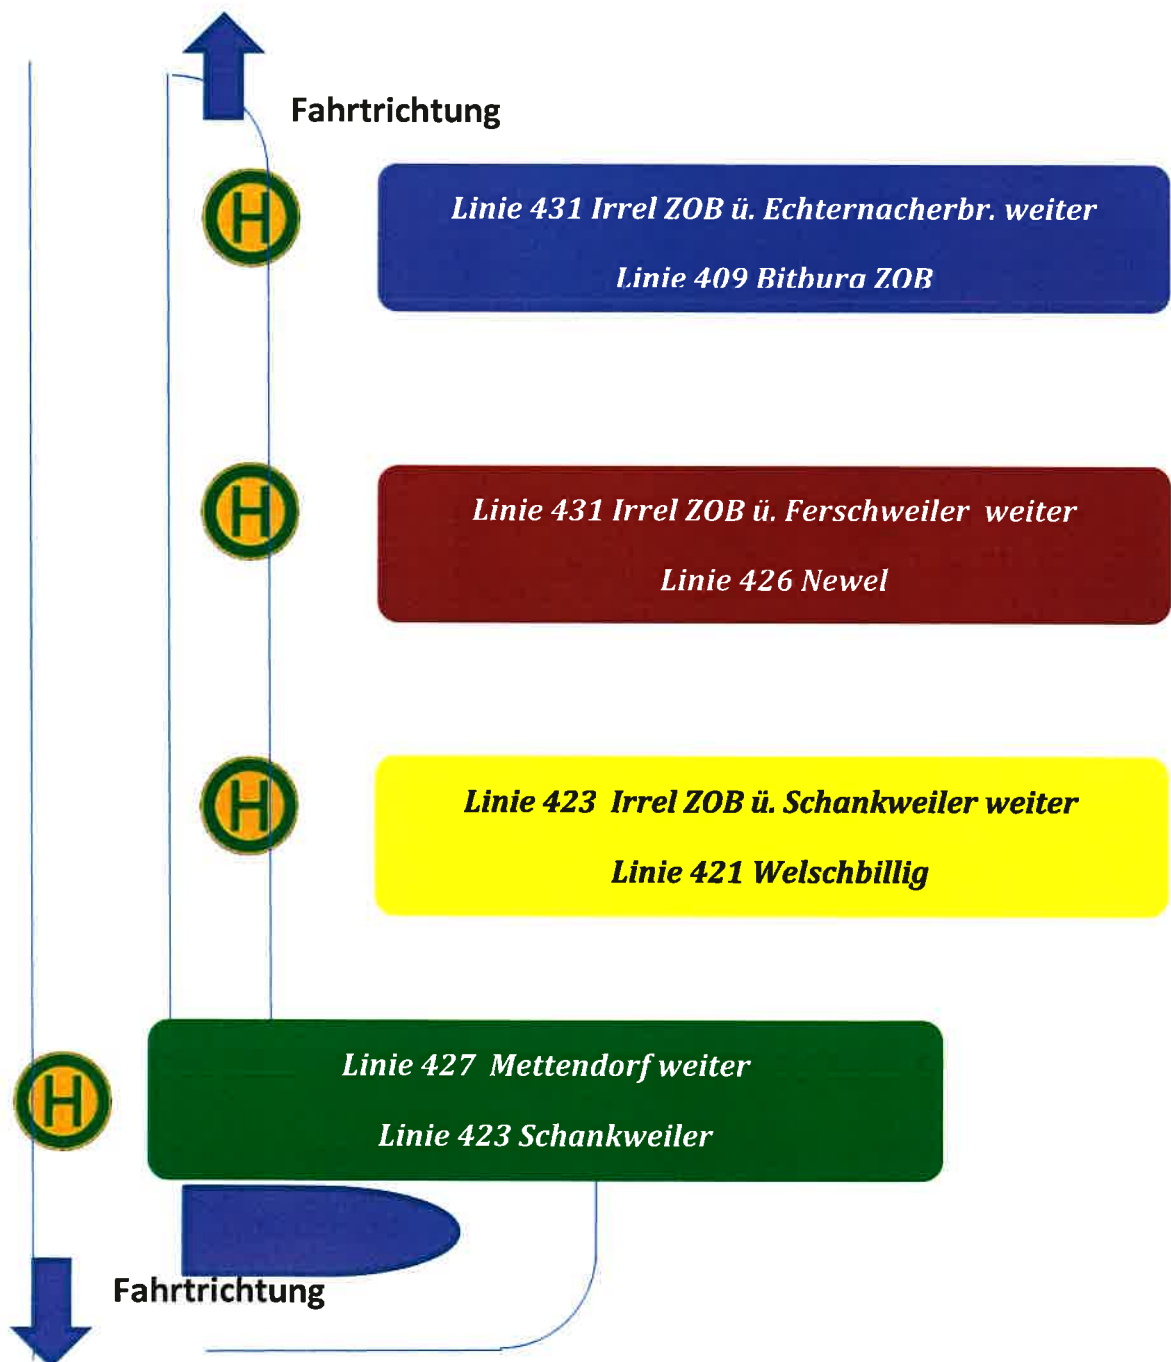 Fahrtrichtung
H
Linie 431 Irrel ZOB ü. Echternacherbr. weiter
Linie 409 Bitburg ZOB
H
Linie 431 Irrel ZOB ü. Ferschweiler weiter
Linie 426 Newel
H
Linie 423 Irrel ZOB ü. Schankweiler weiter
Linie 421 Welschbillig
H
Linie 427 Mettendorf weiter
Linie 423 Schankweiler
Fahrtrichtung